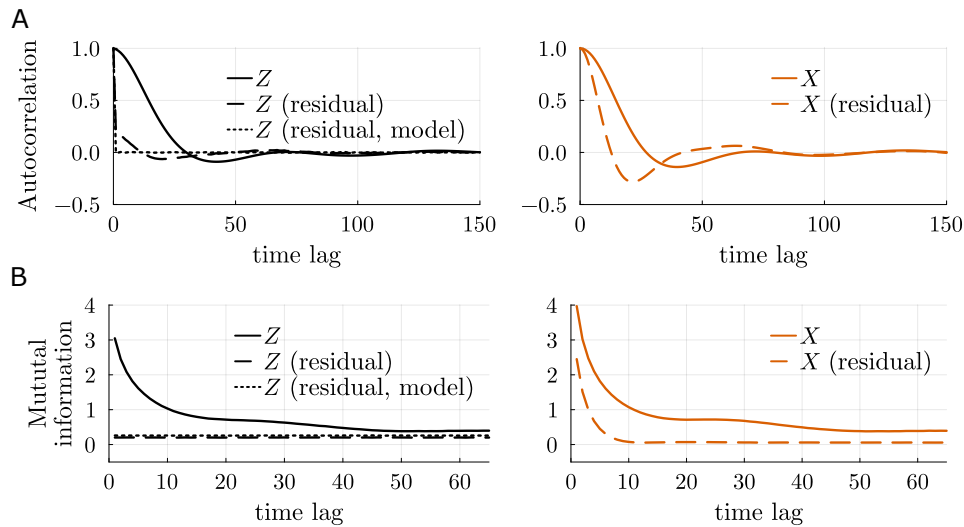 A
Autocorrelation
1.0
0.5
0.0
−0.5
0
50
100
150
time lag
Z
Z (residual)
Z (residual, model)
1.0
0.5
0.0
−0.5
0
50
100
150
time lag
X
X (residual)
B
Mututal
information
4
3
2
1
0
0
10
20
30
40
50
60
time lag
Z
Z (residual)
Z (residual, model)
4
3
2
1
0
0
10
20
30
40
50
60
time lag
X
X (residual)